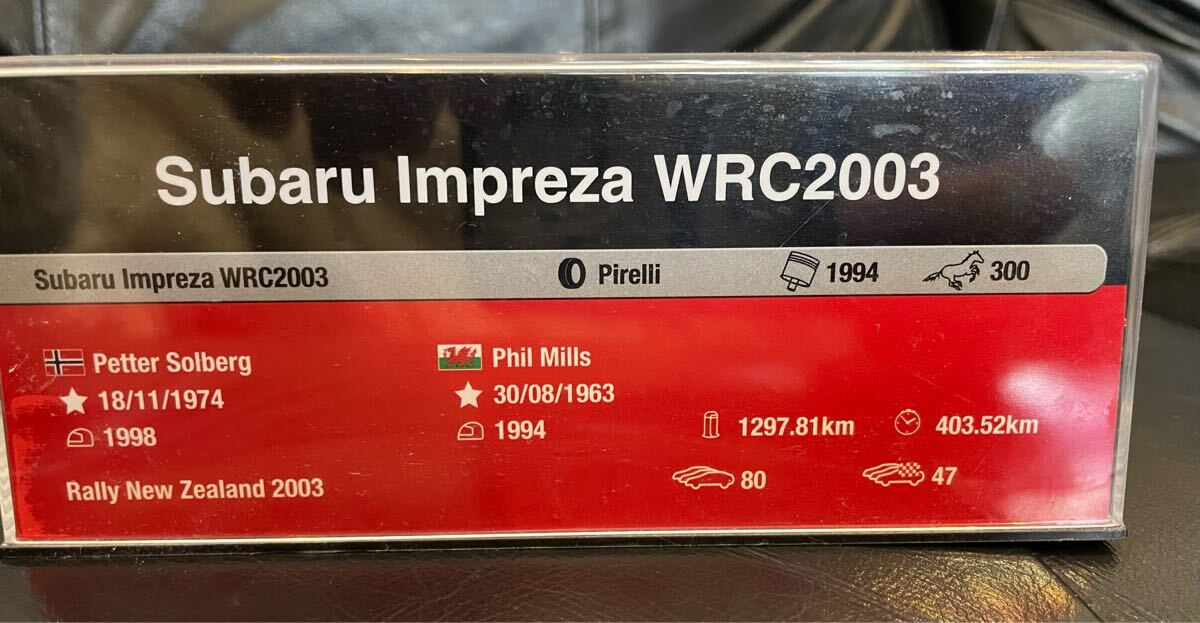 Subaru Impreza WRC2003
Subaru Impreza WRC2003 Pirelli 1994 300
Petter Solberg Phil Mills
18/11/1974 30/08/1963
1998 1994 1297.81km 403.52km
Rally New Zealand 2003 80 47